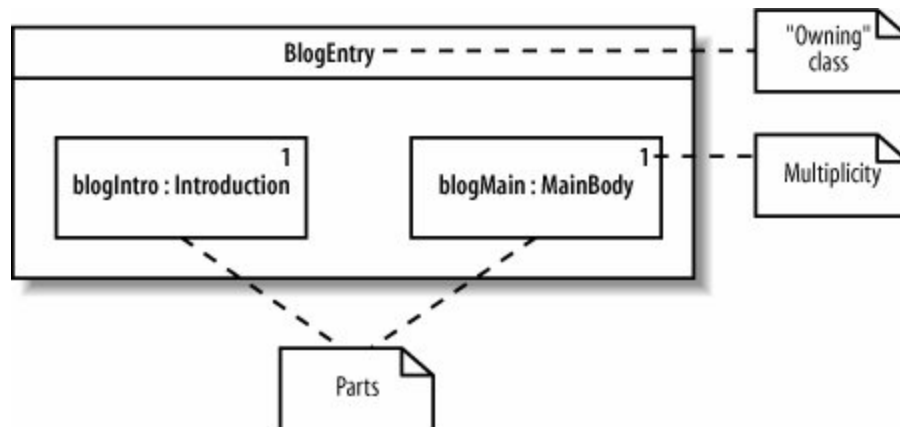 BlogEntry
"Owning"
class
1
blogIntro : Introduction
1
blogMain : MainBody
Multiplicity
Parts